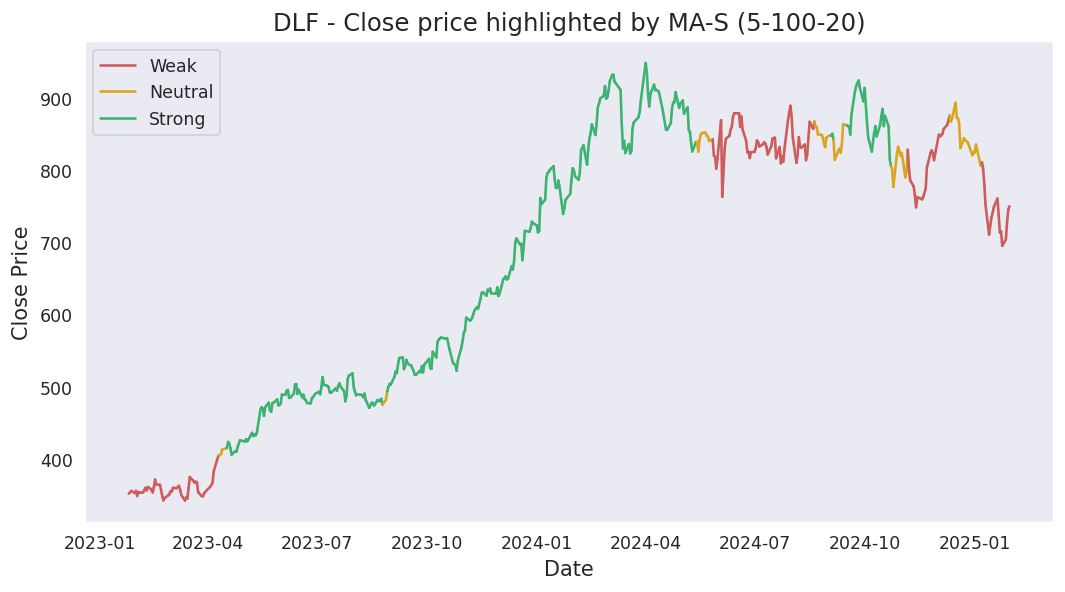 DLF - Close price highlighted by MA-S (5-100-20)
Weak
Neutral
Strong
Close Price
900
800
700
600
500
400
2023-01 2023-04 2023-07 2023-10 2024-01 2024-04 2024-07 2024-10 2025-01
Date